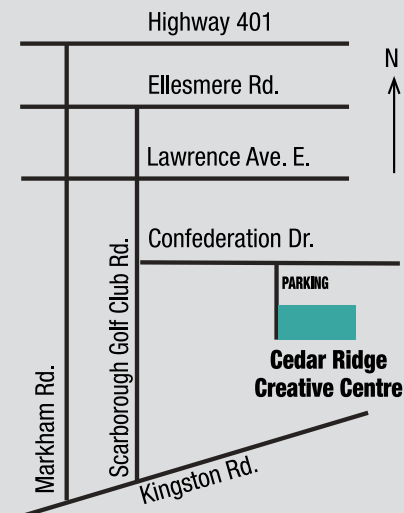 Highway 401
N
Ellesmere Rd.
Lawrence Ave. E.
Confederation Dr.
PARKING
Cedar Ridge
Creative Centre
Markham Rd.
Scarborough Golf Club Rd.
Kingston Rd.